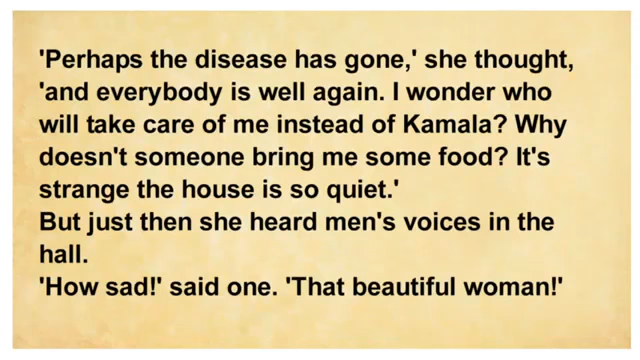 'Perhaps the disease has gone,' she thought,
'and everybody is well again. I wonder who
will take care of me instead of Kamala? Why
doesn't someone bring me some food? It's
strange the house is so quiet.'
But just then she heard men's voices in the
hall.
'How sad!' said one. 'That beautiful woman!'